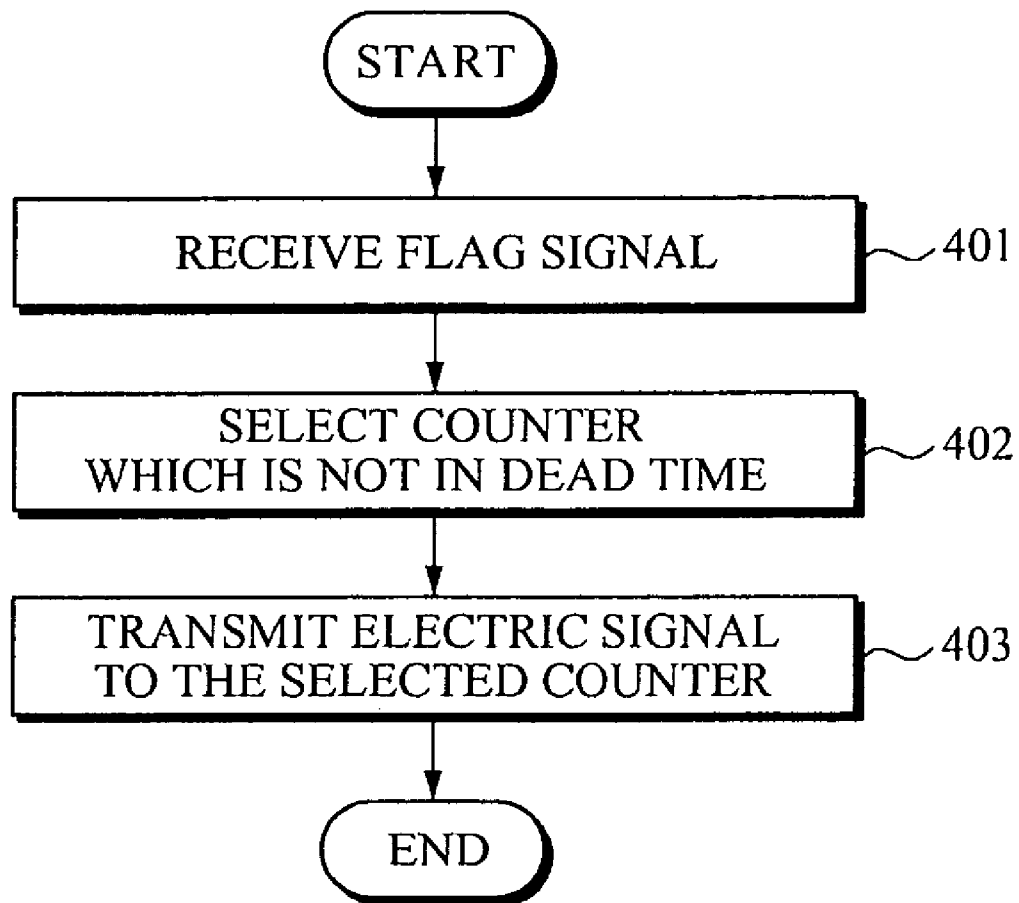 START
RECEIVE FLAG SIGNAL
401
SELECT COUNTER
WHICH IS NOT IN DEAD TIME
402
TRANSMIT ELECTRIC SIGNAL
TO THE SELECTED COUNTER
403
END